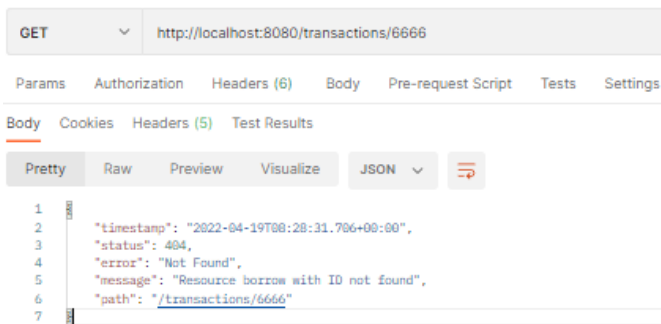 GET http://localhost:8080/transactions/6666
Params Authorization Headers (6) Body Pre-request Script Tests Settings
Body Cookies Headers (5) Test Results
Pretty Raw Preview Visualize JSON
1 {
2 "timestamp": "2022-04-19T08:28:31.706+00:00",
3 "status": 404,
4 "error": "Not Found",
5 "message": "Resource borrow with ID not found",
6 "path": "/transactions/6666"
7 }